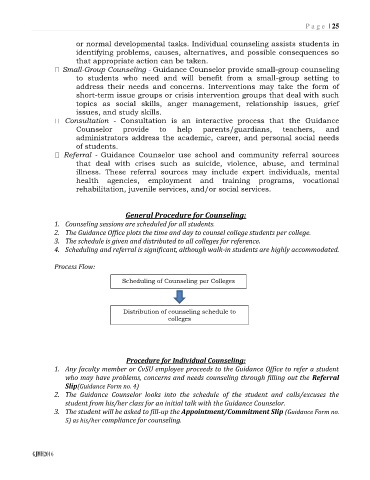 P a g e | 25
or normal developmental tasks. Individual counseling assists students in
identifying problems, causes, alternatives, and possible consequences so
that appropriate action can be taken.
Small-Group Counseling - Guidance Counselor provide small-group counseling
to students who need and will benefit from a small-group setting to
address their needs and concerns. Interventions may take the form of
short-term issue groups or crisis intervention groups that deal with such
topics as social skills, anger management, relationship issues, grief
issues, and study skills.
Consultation - Consultation is an interactive process that the Guidance
Counselor provide to help parents/guardians, teachers, and
administrators address the academic, career, and personal social needs
of students.
Referral - Guidance Counselor use school and community referral sources
that deal with crises such as suicide, violence, abuse, and terminal
illness. These referral sources may include expert individuals, mental
health agencies, employment and training programs, vocational
rehabilitation, juvenile services, and/or social services.
General Procedure for Counseling:
1. Counseling sessions are scheduled for all students.
2. The Guidance Office plots the time and day to counsel college students per college.
3. The schedule is given and distributed to all colleges for reference.
4. Scheduling and referral is significant, although walk-in students are highly accommodated.
Process Flow:
Scheduling of Counseling per Colleges
Distribution of counseling schedule to
colleges
Procedure for Individual Counseling:
1. Any faculty member or CvSU employee proceeds to the Guidance Office to refer a student
who may have problems, concerns and needs counseling through filling out the Referral
Slip(Guidance Form no. 4)
2. The Guidance Counselor looks into the schedule of the student and calls/excuses the
student from his/her class for an initial talk with the Guidance Counselor.
3. The student will be asked to fill-up the Appointment/Commitment Slip (Guidance Form no.
5) as his/her compliance for counseling.
2016